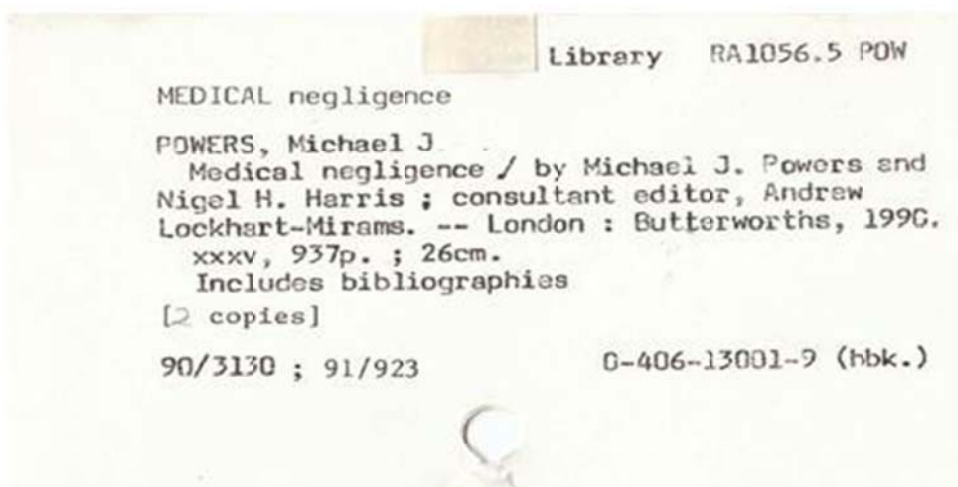 Library RA1056.5 POW
MEDICAL negligence
POWERS, Michael J
Medical negligence / by Michael J. Powers and
Nigel H. Harris ; consultant editor, Andrew
Lockhart-Mirams. -- London : Butterworths, 1990.
xxxv, 937p. ; 26cm.
Includes bibliographies
[2 copies]
90/3130 ; 91/923 0-406-13001-9 (hbk.)